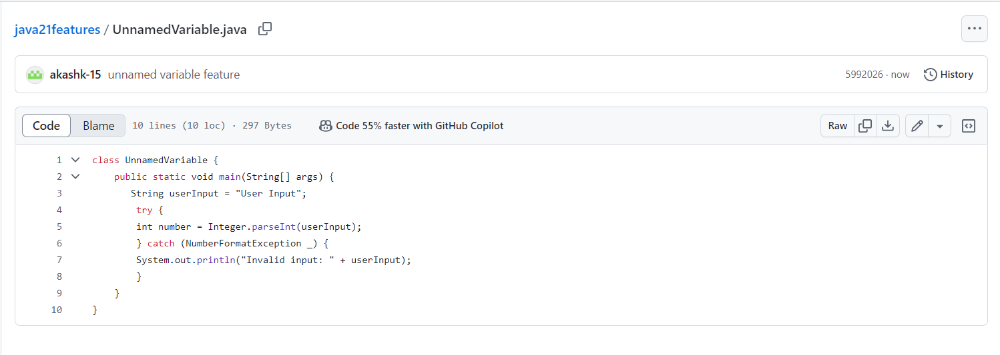 java21features / UnnamedVariable.java
akashk-15 unnamed variable feature 5992026 · now History
Code Blame 10 lines (10 loc) · 297 Bytes Code 55% faster with GitHub Copilot Raw
1 class UnnamedVariable {
2 public static void main(String[] args) {
3 String userInput = "User Input";
4 try {
5 int number = Integer.parseInt(userInput);
6 } catch (NumberFormatException _) {
7 System.out.println("Invalid input: " + userInput);
8 }
9 }
10 }